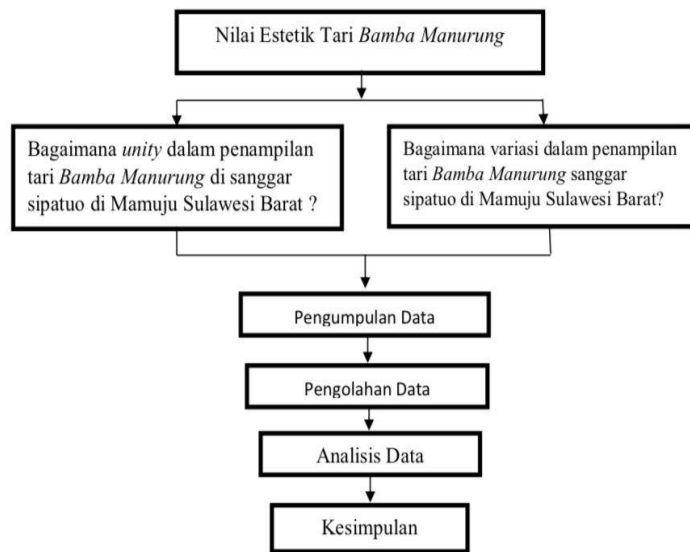 Nilai Estetik Tari Bamba Manurung
Bagaimana unity dalam penampilan
tari Bamba Manurung di sanggar
sipatuo di Mamuju Sulawesi Barat ?
Bagaimana variasi dalam penampilan
tari Bamba Manurung sanggar
sipatuo di Mamuju Sulawesi Barat?
Pengumpulan Data
Pengolahan Data
Analisis Data
Kesimpulan